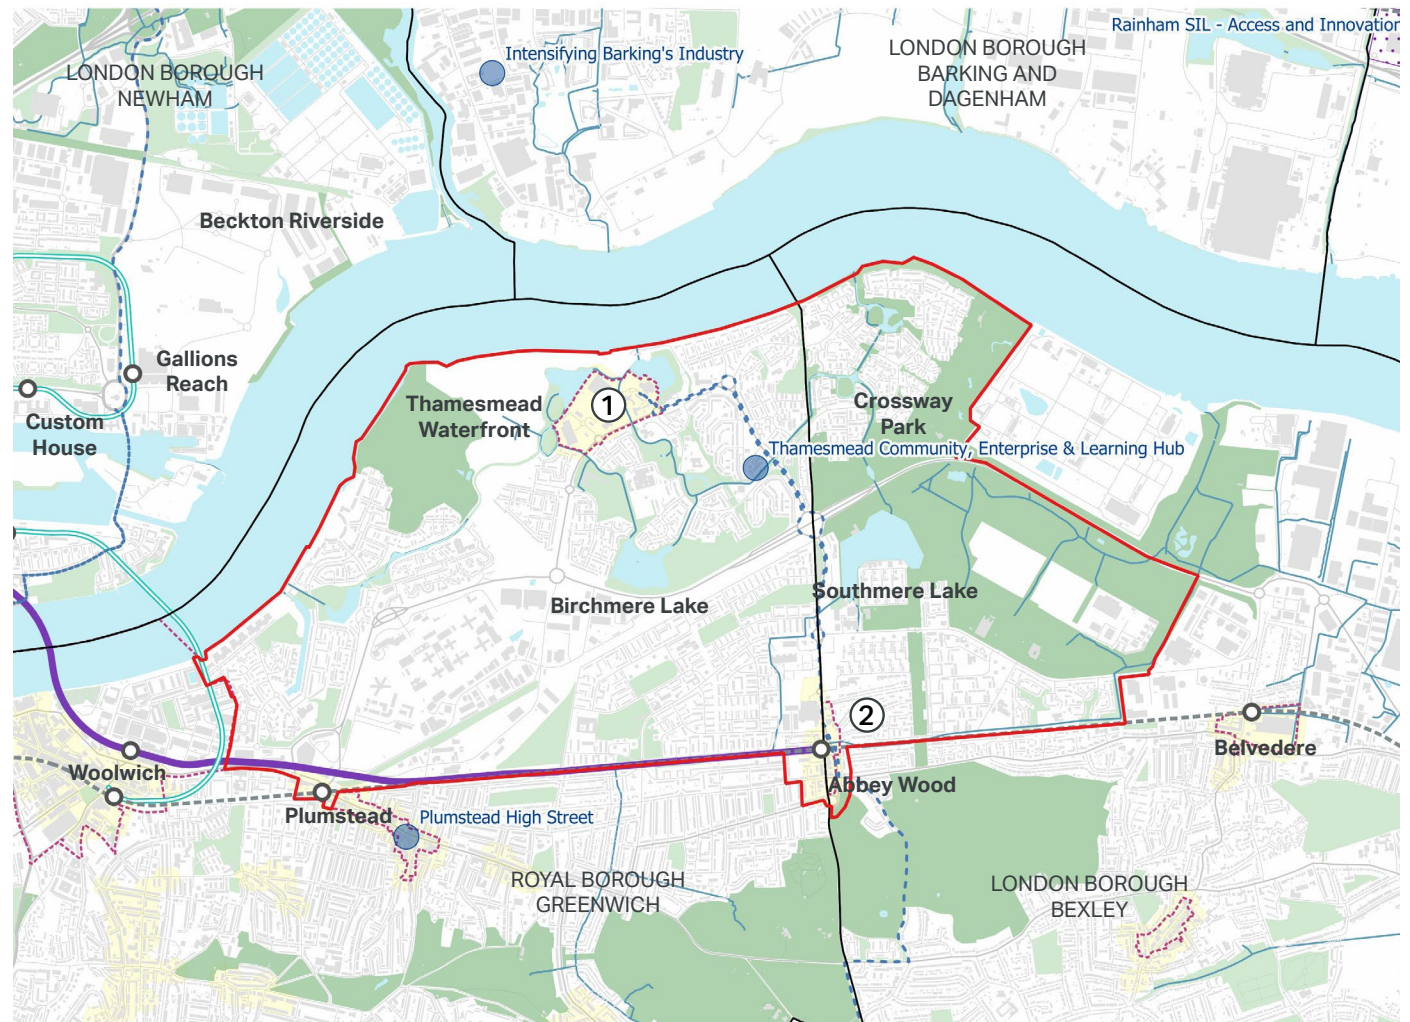 Rainham SIL - Access and Innovation
Intensifying Barking's Industry
LONDON BOROUGH
BARKING AND
DAGENHAM
LONDON BOROUGH
NEWHAM
Beckton Riverside
Gallions
Reach
Custom
House
Thamesmead
Waterfront
1
Crossway
Park
Thamesmead Community, Enterprise & Learning Hub
Birchmere Lake
Southmere Lake
2
Belvedere
Woolwich
Abbey Wood
Plumstead
Plumstead High Street
ROYAL BOROUGH
GREENWICH
LONDON BOROUGH
BEXLEY